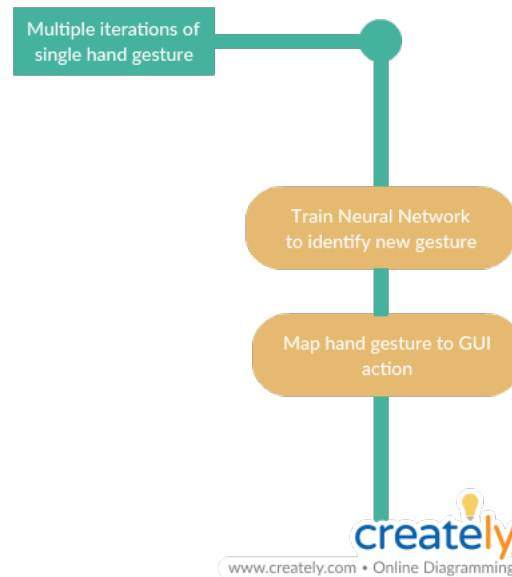 Multiple iterations of
single hand gesture
Train Neural Network
to identify new gesture
Map hand gesture to GUI
action
creately
www.creately.com • Online Diagramming